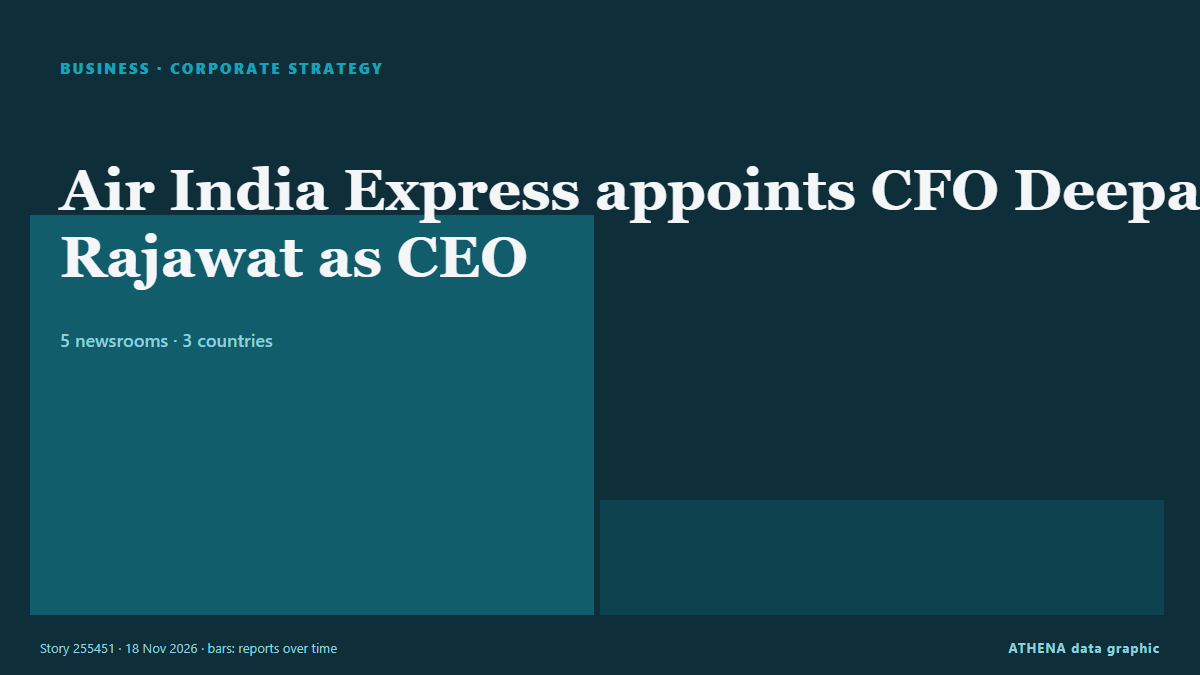 BUSINESS · CORPORATE STRATEGY
Air India Express appoints CFO Deepa
Rajawat as CEO
5 newsrooms · 3 countries
Story 255451 · 18 Nov 2026 · bars: reports over time
ATHENA data graphic